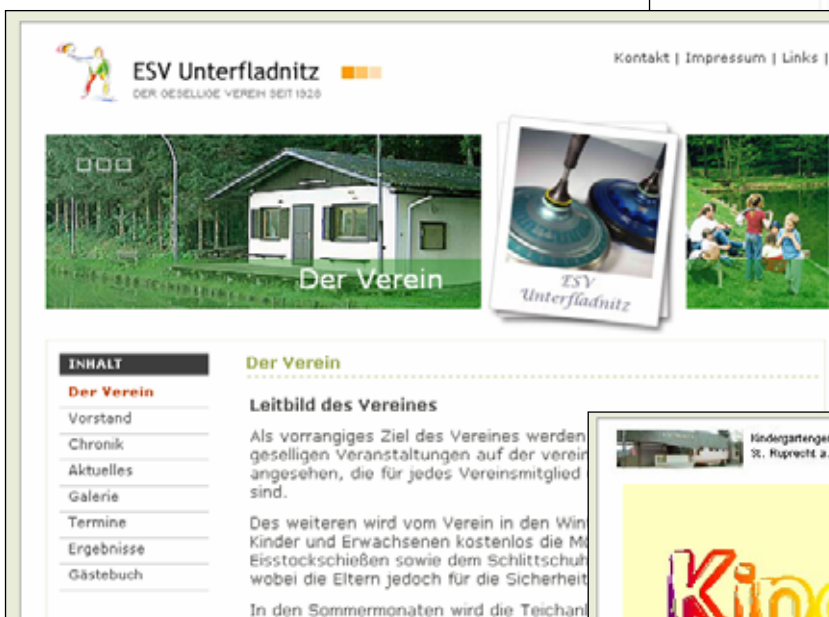 ESV Unterfladnitz
DER GESELLIGE VEREIN SEIT 1928
Kontakt | Impressum | Links |
Der Verein
ESV
Unterfladnitz
INHALT
Der Verein
Vorstand
Chronik
Aktuelles
Galerie
Termine
Ergebnisse
Gästebuch
Der Verein
Leitbild des Vereines
Als vorrangiges Ziel des Vereines werden
geselligen Veranstaltungen auf der verein
angesehen, die für jedes Vereinsmitglied
sind.
Des weiteren wird vom Verein in den Win
Kinder und Erwachsenen kostenlos die Mö
Eisstockschießen sowie dem Schlittschuh
wobei die Eltern jedoch für die Sicherheit
In den Sommermonaten wird die Teichanl
Kindergartenge
St. Ruprecht a.
Kind